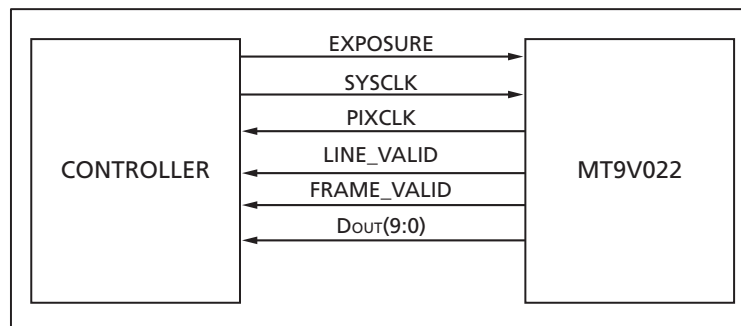 EXPOSURE
SYSCLK
PIXCLK
LINE_VALID
FRAME_VALID
DOUT(9:0)
CONTROLLER
MT9V022